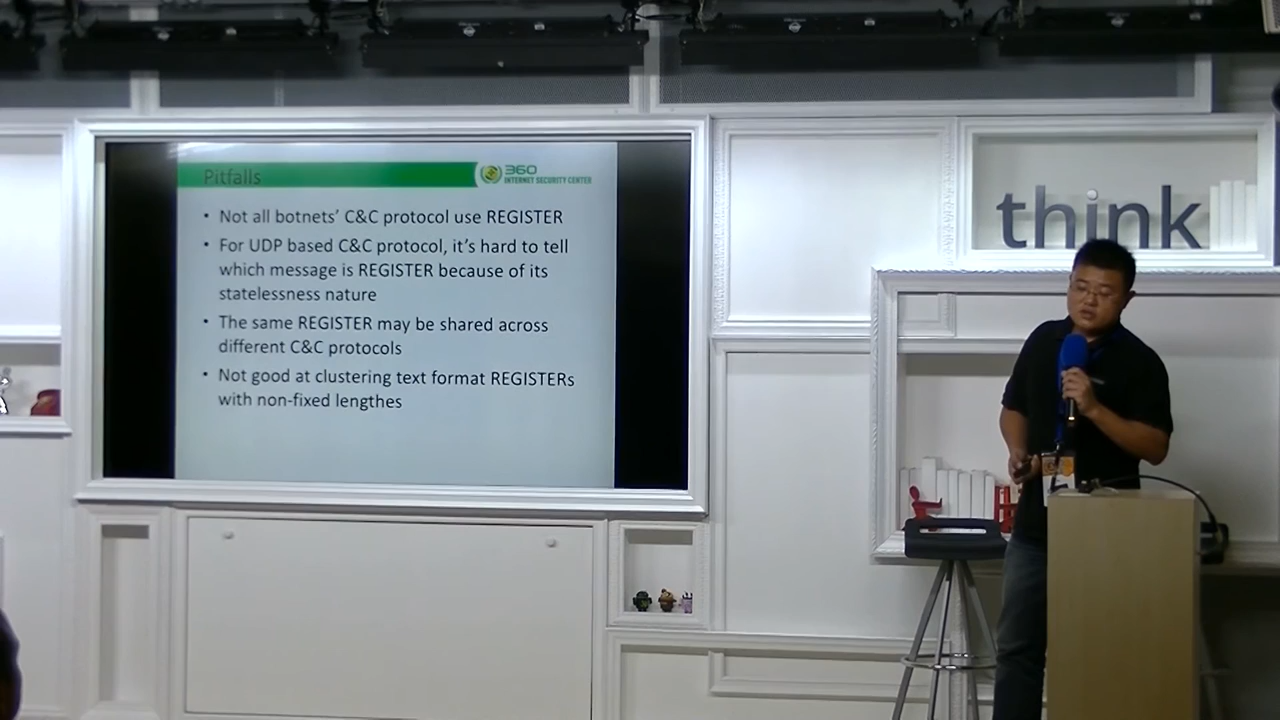 Pitfalls
360
INTERNET SECURITY CENTER
• Not all botnets’ C&C protocol use REGISTER
• For UDP based C&C protocol, it’s hard to tell
which message is REGISTER because of its
statelessness nature
• The same REGISTER may be shared across
different C&C protocols
• Not good at clustering text format REGISTERs
with non-fixed lengthes
think